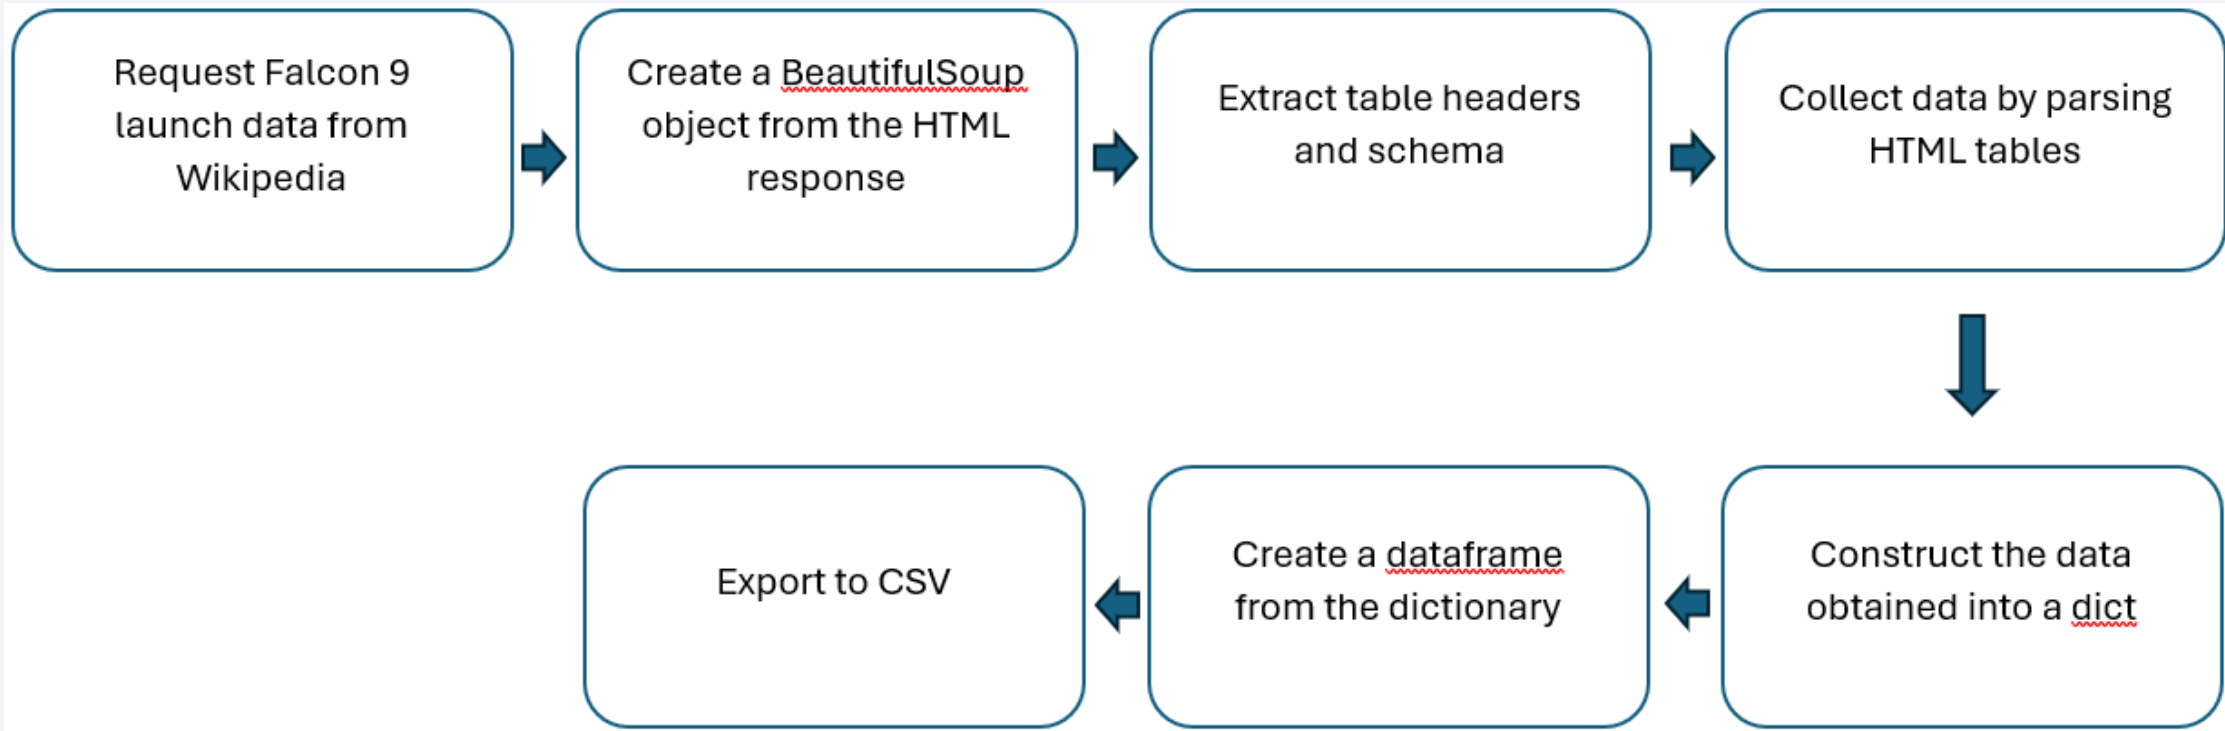 Request Falcon 9
launch data from
Wikipedia
Create a BeautifulSoup
object from the HTML
response
Extract table headers
and schema
Collect data by parsing
HTML tables
Construct the data
obtained into a dict
Create a dataframe
from the dictionary
Export to CSV